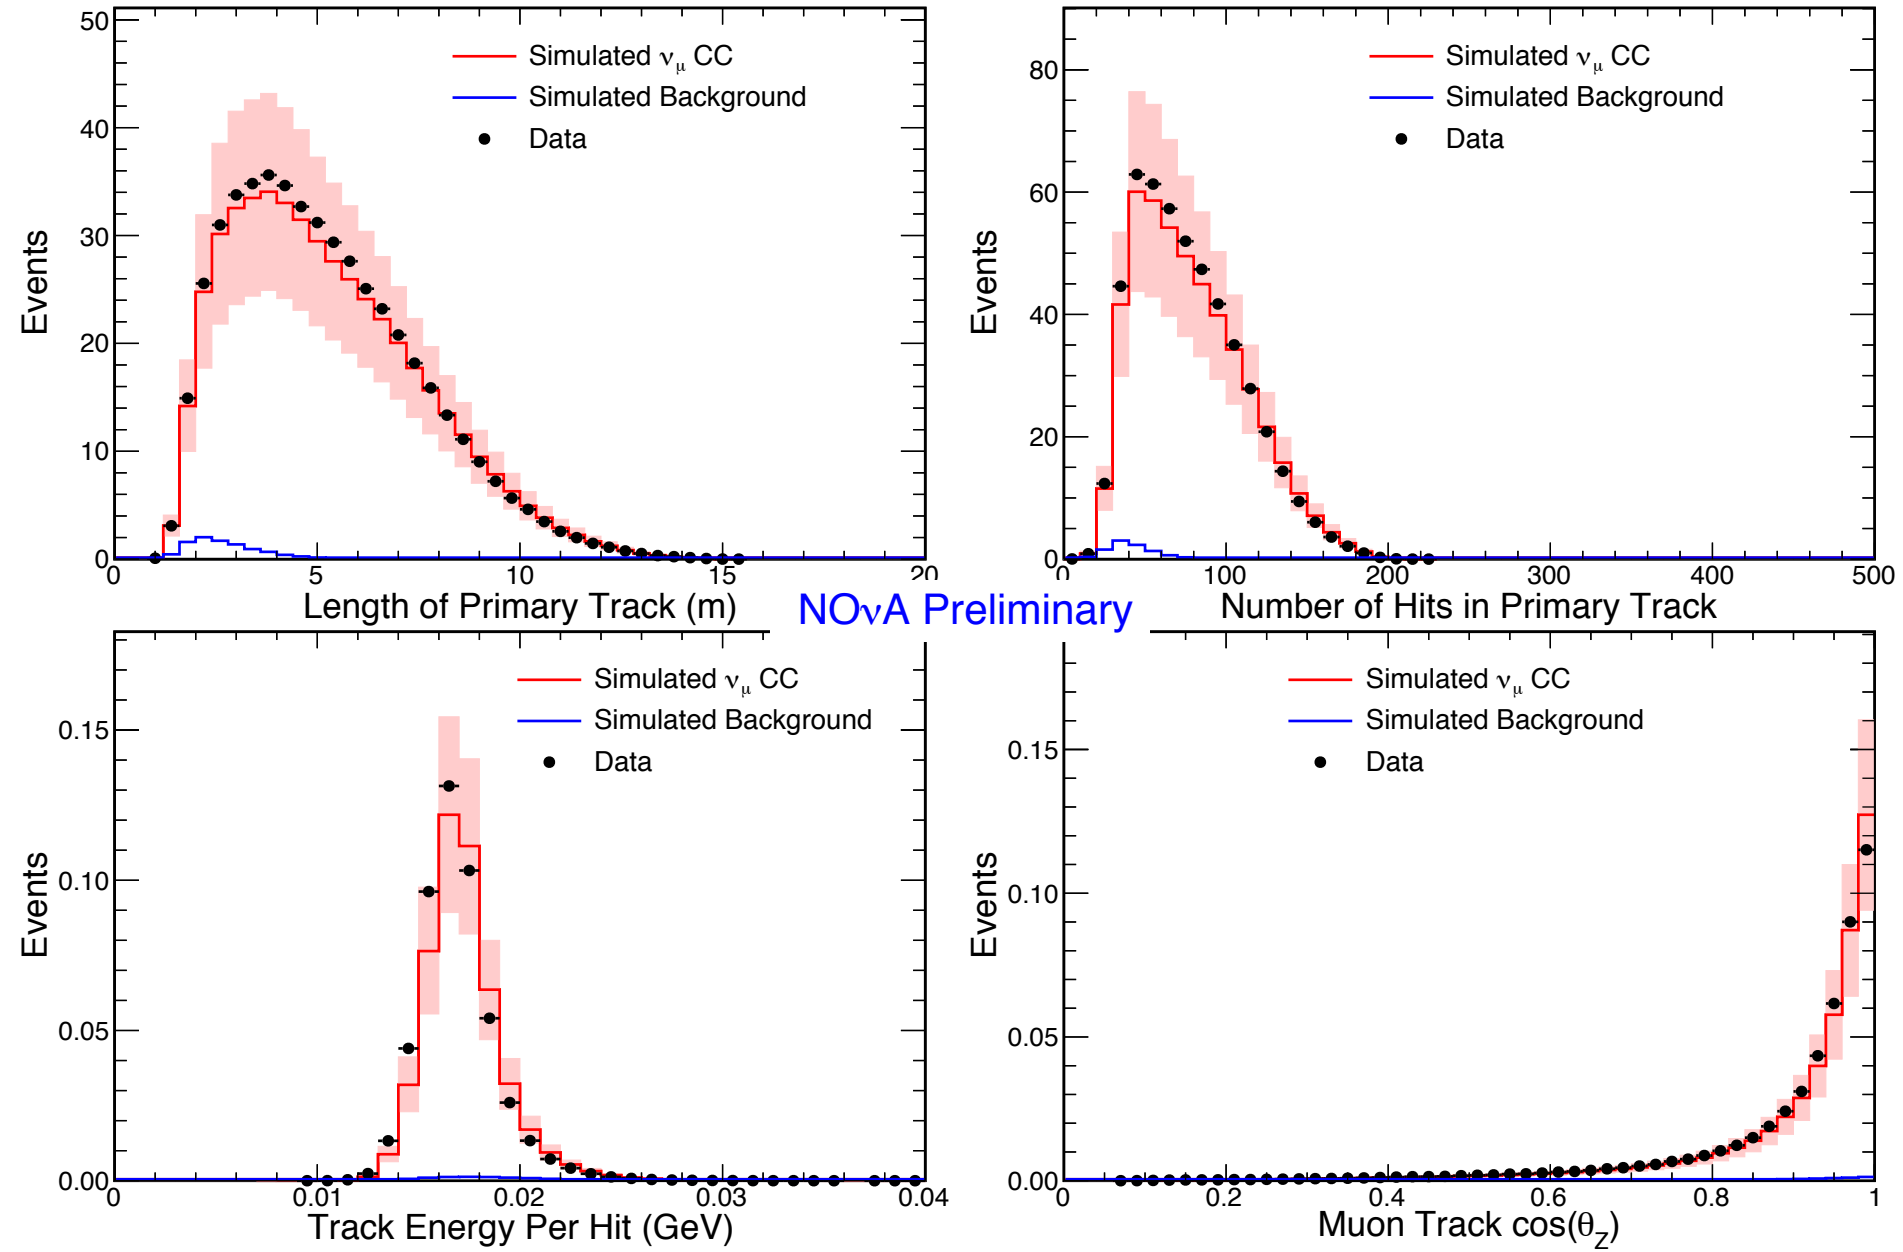 50
40
30
20
10
0
Events
Simulated νμ CC
Simulated Background
Data
0 5 10 15 20
Length of Primary Track (m)
80
60
40
20
0
Events
Simulated νμ CC
Simulated Background
Data
0 100 200 300 400 500
Number of Hits in Primary Track
NOνA Preliminary
0.15
0.10
0.05
0.00
Events
Simulated νμ CC
Simulated Background
Data
0 0.01 0.02 0.03 0.04
Track Energy Per Hit (GeV)
0.15
0.10
0.05
0.00
Events
Simulated νμ CC
Simulated Background
Data
0 0.2 0.4 0.6 0.8 1
Muon Track cos(θZ)